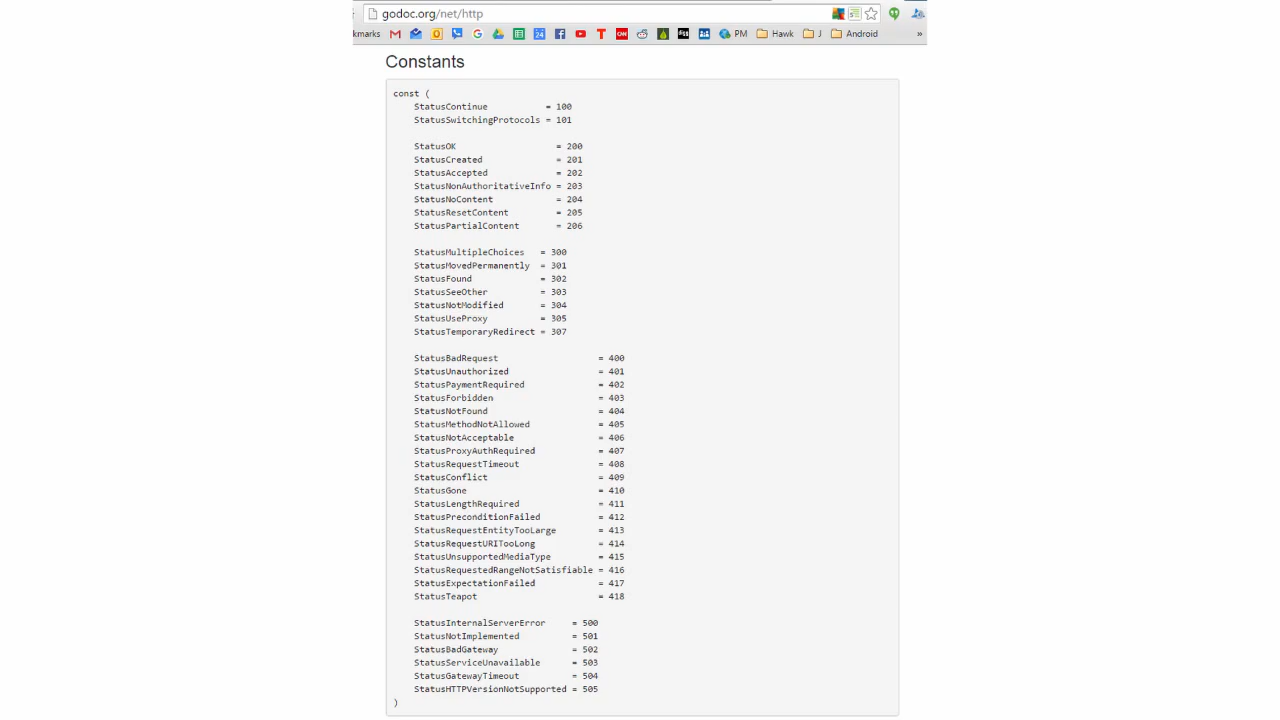 godoc.org/net/http
kmarks PM Hawk J Android »
Constants
const (
StatusContinue = 100
StatusSwitchingProtocols = 101
StatusOK = 200
StatusCreated = 201
StatusAccepted = 202
StatusNonAuthoritativeInfo = 203
StatusNoContent = 204
StatusResetContent = 205
StatusPartialContent = 206
StatusMultipleChoices = 300
StatusMovedPermanently = 301
StatusFound = 302
StatusSeeOther = 303
StatusNotModified = 304
StatusUseProxy = 305
StatusTemporaryRedirect = 307
StatusBadRequest = 400
StatusUnauthorized = 401
StatusPaymentRequired = 402
StatusForbidden = 403
StatusNotFound = 404
StatusMethodNotAllowed = 405
StatusNotAcceptable = 406
StatusProxyAuthRequired = 407
StatusRequestTimeout = 408
StatusConflict = 409
StatusGone = 410
StatusLengthRequired = 411
StatusPreconditionFailed = 412
StatusRequestEntityTooLarge = 413
StatusRequestURITooLong = 414
StatusUnsupportedMediaType = 415
StatusRequestedRangeNotSatisfiable = 416
StatusExpectationFailed = 417
StatusTeapot = 418
StatusInternalServerError = 500
StatusNotImplemented = 501
StatusBadGateway = 502
StatusServiceUnavailable = 503
StatusGatewayTimeout = 504
StatusHTTPVersionNotSupported = 505
)